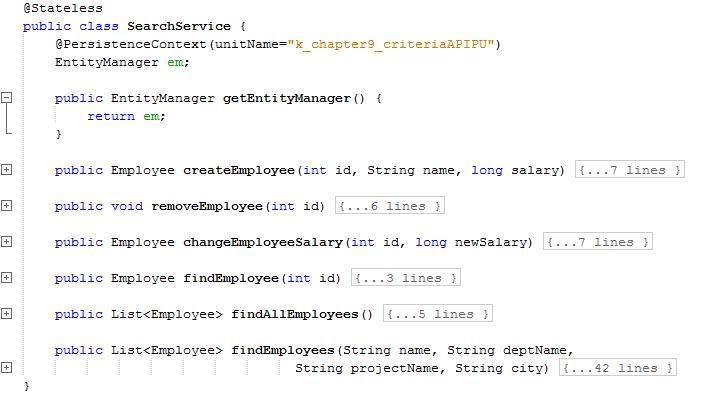 @Stateless
public class SearchService {
@PersistenceContext(unitName="k_chapter9_criteriaAPIPU")
EntityManager em;
public EntityManager getEntityManager() {
return em;
}
public Employee createEmployee(int id, String name, long salary) {...7 lines }
public void removeEmployee(int id) {...6 lines }
public Employee changeEmployeeSalary(int id, long newSalary) {...7 lines }
public Employee findEmployee(int id) {...3 lines }
public List<Employee> findAllEmployees() {...5 lines }
public List<Employee> findEmployees(String name, String deptName,
String projectName, String city) {...42 lines }
}